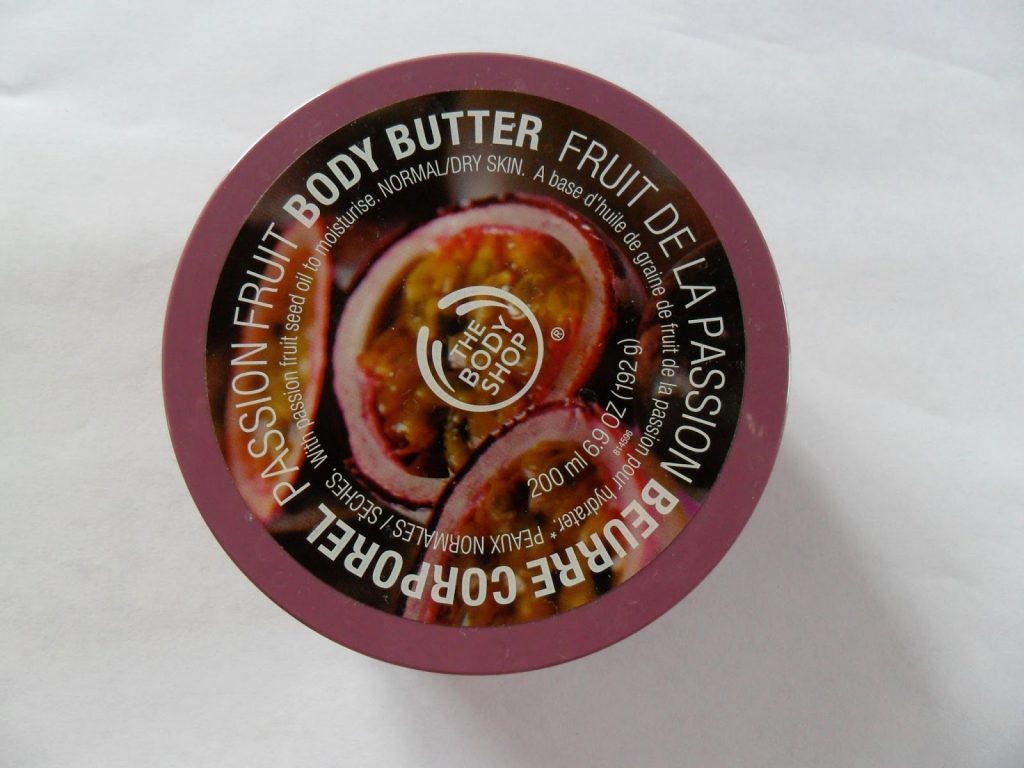 PASSION FRUIT BODY BUTTER FRUIT DE LA PASSION BEURRE CORPOREL
With passion fruit seed oil to moisturise. NORMAL/DRY SKIN. A base d'huile de graine de fruit de la passion pour hydrater.* PEAUX NORMALES / SÈCHES.
THE
BODY
SHOP
®
200 ml 6.9 OZ (192 g)
814596